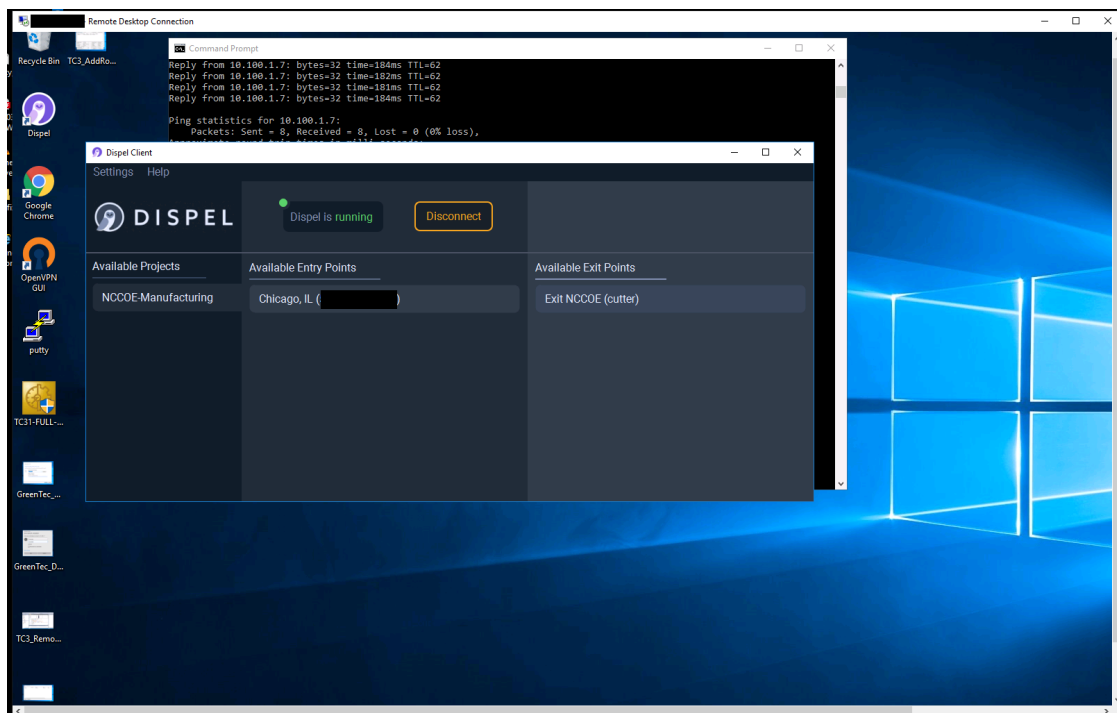 Remote Desktop Connection
Recycle Bin
TC3_AddRo...
Command Prompt
Reply from 10.100.1.7: bytes=32 time=184ms TTL=62
Reply from 10.100.1.7: bytes=32 time=182ms TTL=62
Reply from 10.100.1.7: bytes=32 time=181ms TTL=62
Reply from 10.100.1.7: bytes=32 time=184ms TTL=62
Ping statistics for 10.100.1.7:
Packets: Sent = 8, Received = 8, Lost = 0 (0% loss),
Dispel
Dispel Client
Settings Help
DISPEL
Dispel is running
Disconnect
Available Projects
Available Entry Points
Available Exit Points
NCCOE-Manufacturing
Chicago, IL ( )
Exit NCCOE (cutter)
Google
Chrome
OpenVPN
GUI
putty
TC31-FULL-...
GreenTec_...
GreenTec_D...
TC3_Remo...